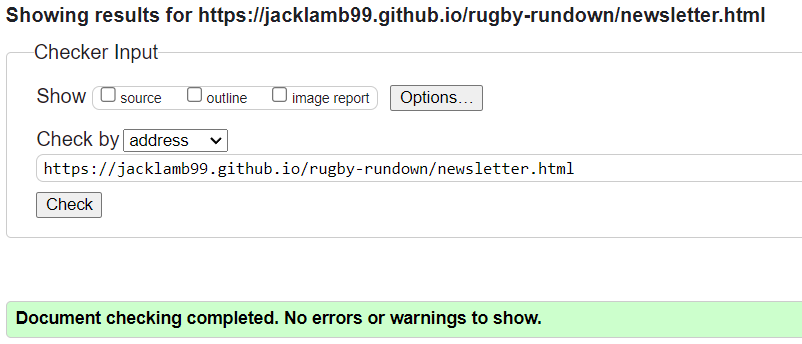 Showing results for https://jacklamb99.github.io/rugby-rundown/newsletter.html
Checker Input
Show source outline image report Options...
Check by address
https://jacklamb99.github.io/rugby-rundown/newsletter.html
Check
Document checking completed. No errors or warnings to show.